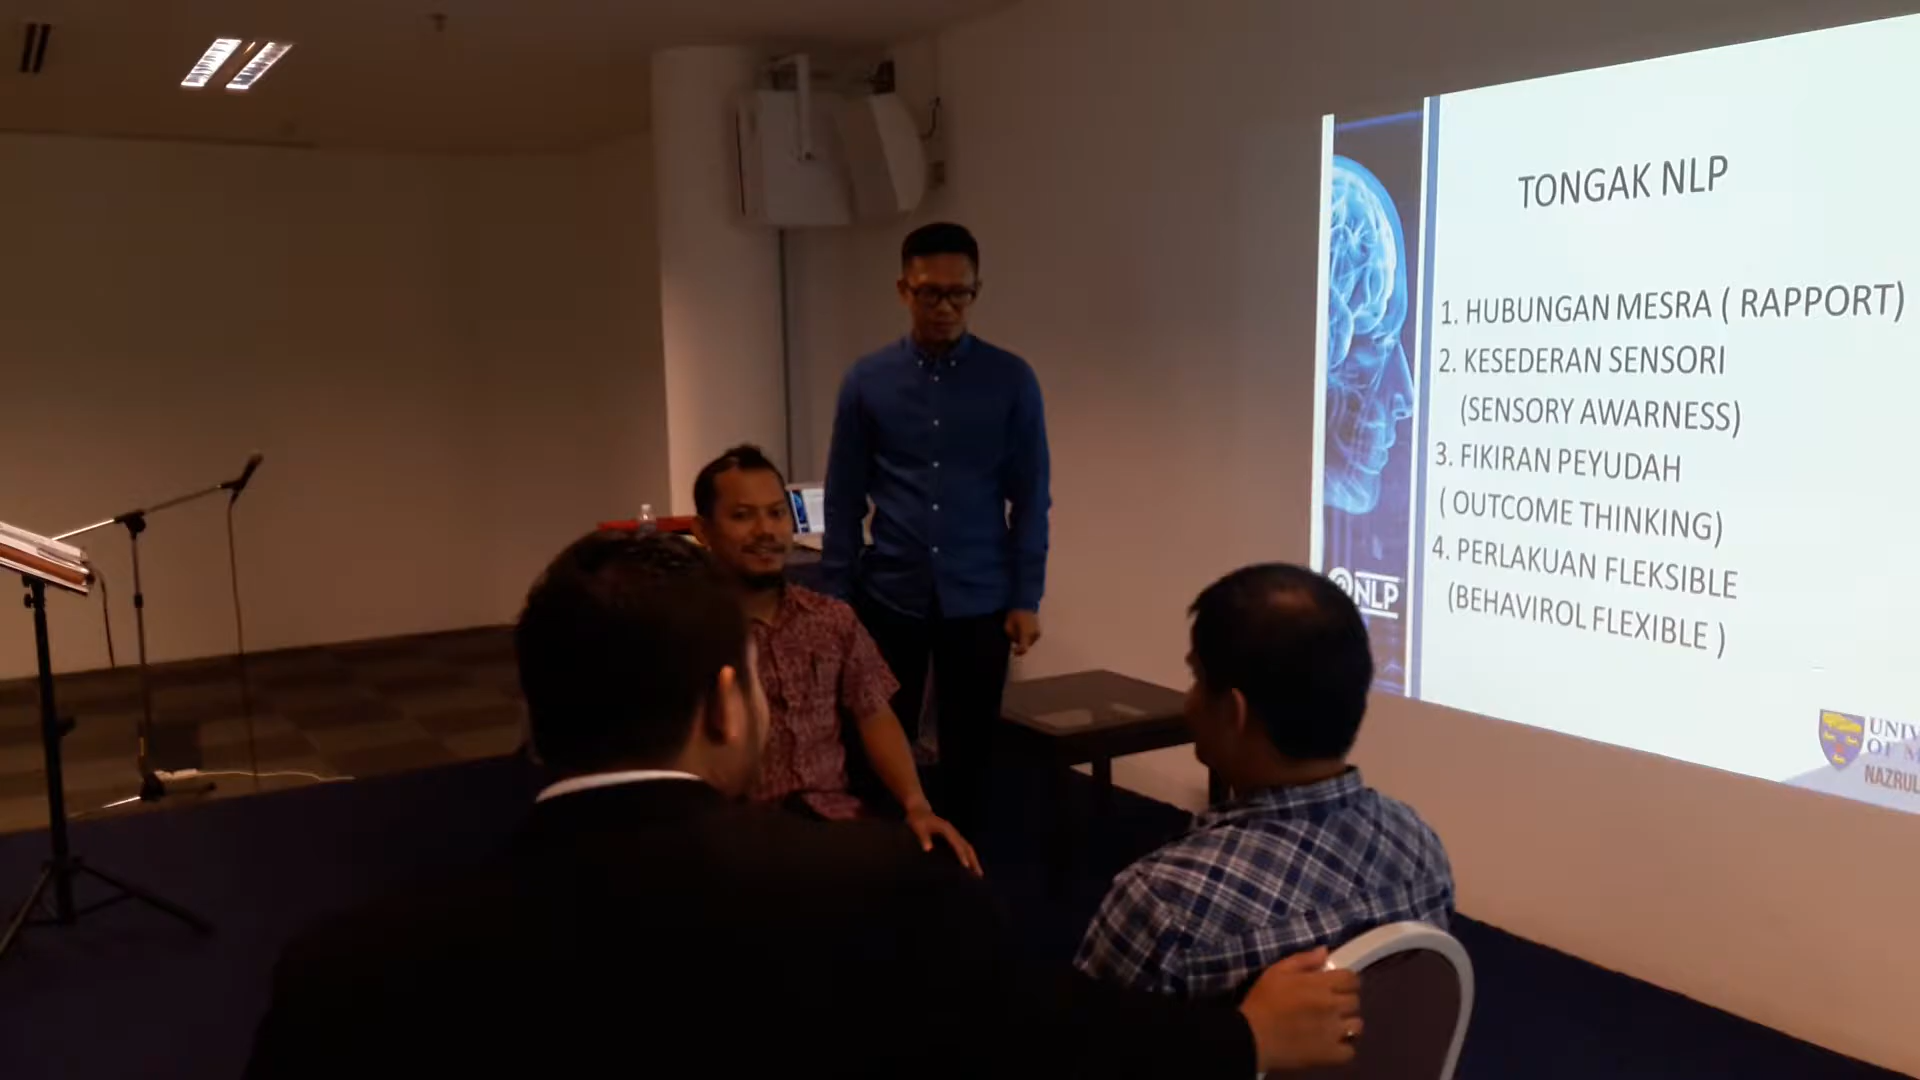 TONGAK NLP
1. HUBUNGAN MESRA ( RAPPORT)
2. KESEDERAN SENSORI
(SENSORY AWARNESS)
3. FIKIRAN PEYUDAH
( OUTCOME THINKING)
4. PERLAKUAN FLEKSIBLE
(BEHAVIROL FLEXIBLE )
NLP
OF
NAZRUL